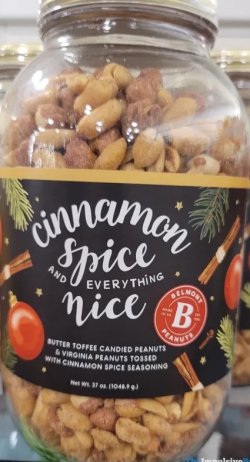 cinnamon
Spice
AND EVERYTHING
nice
BELMONT
B
PEANUTS
BUTTER TOFFEE CANDIED PEANUTS
& VIRGINIA PEANUTS TOSSED
WITH CINNAMON SPICE SEASONING
Net Wt. 37 oz. (1048.9 g.)